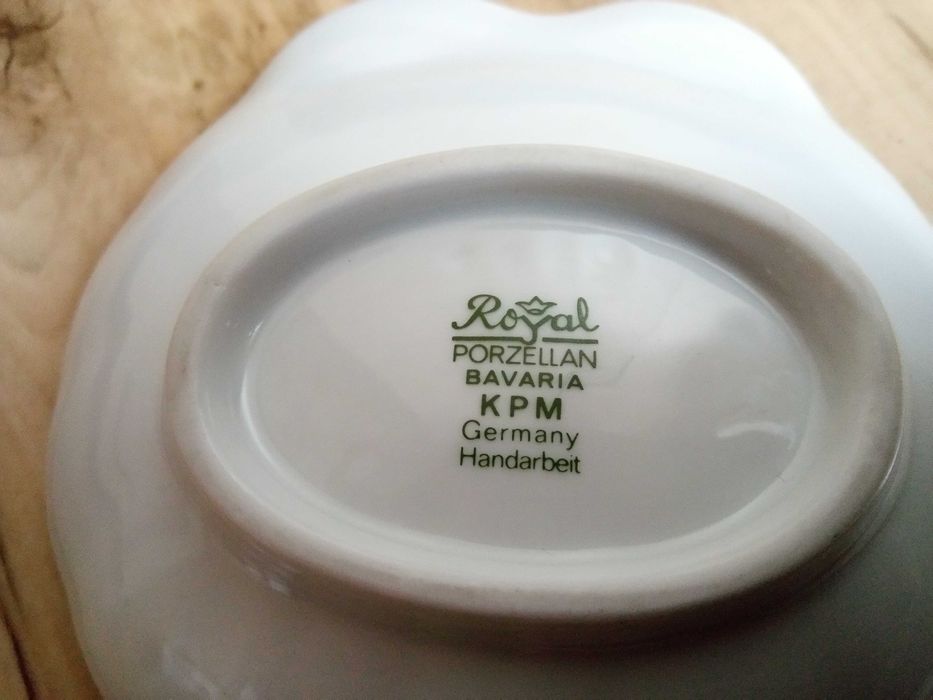 Royal
PORZELLAN
BAVARIA
KPM
Germany
Handarbeit